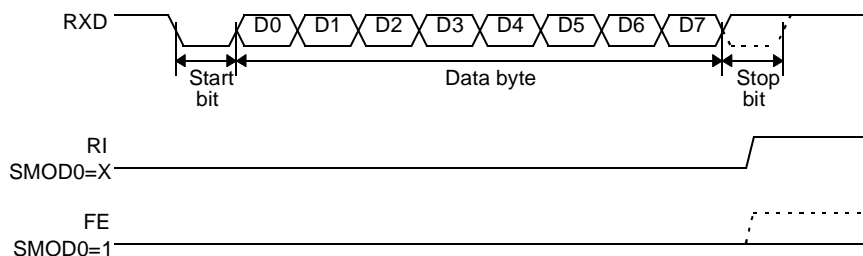 RXD D0 D1 D2 D3 D4 D5 D6 D7
Start bit
Data byte
Stop bit
RI
SMOD0=X
FE
SMOD0=1